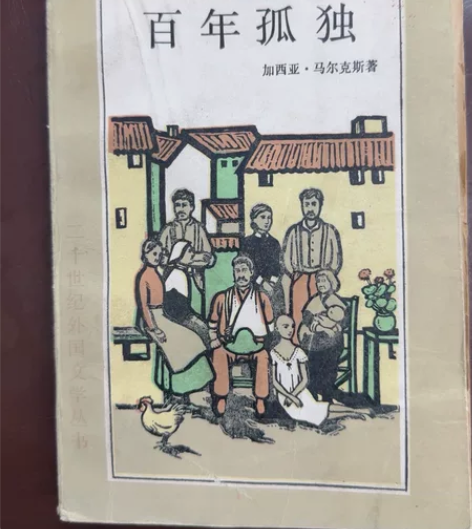 百年孤独
加西亚·马尔克斯著
二十世纪外国文学丛书